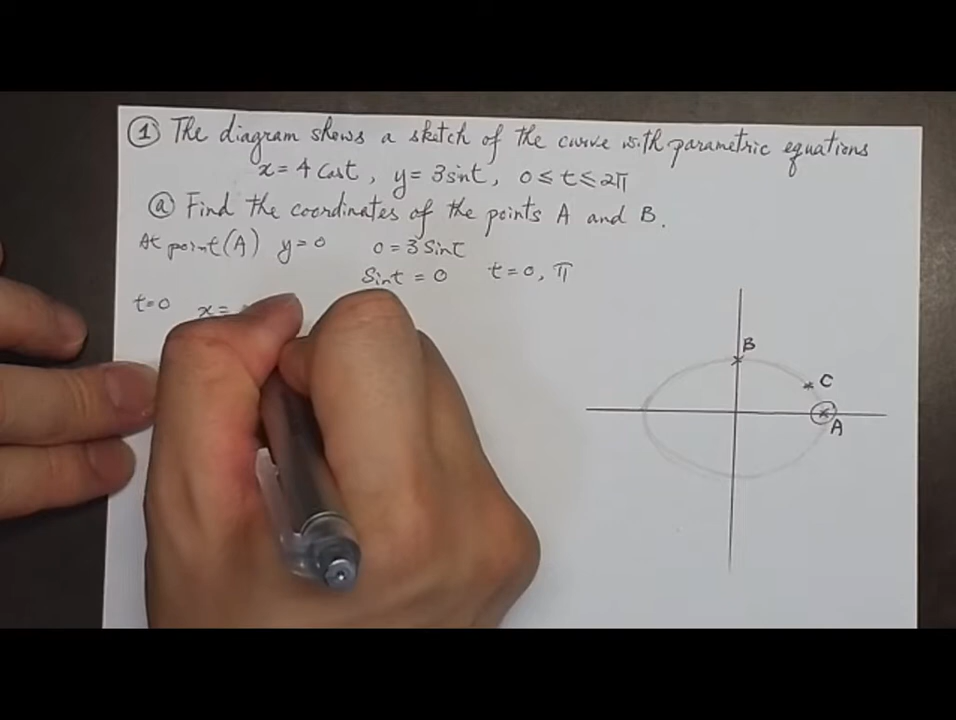 ① The diagram shows a sketch of the curve with parametric equations
x = 4 Cost, y = 3sint, 0 ≤ t ≤ 2π
ⓐ Find the coordinates of the points A and B.
At point (A) y = 0 0 = 3 Sint
Sint = 0 t = 0, π
t=0 x =
B
C
A